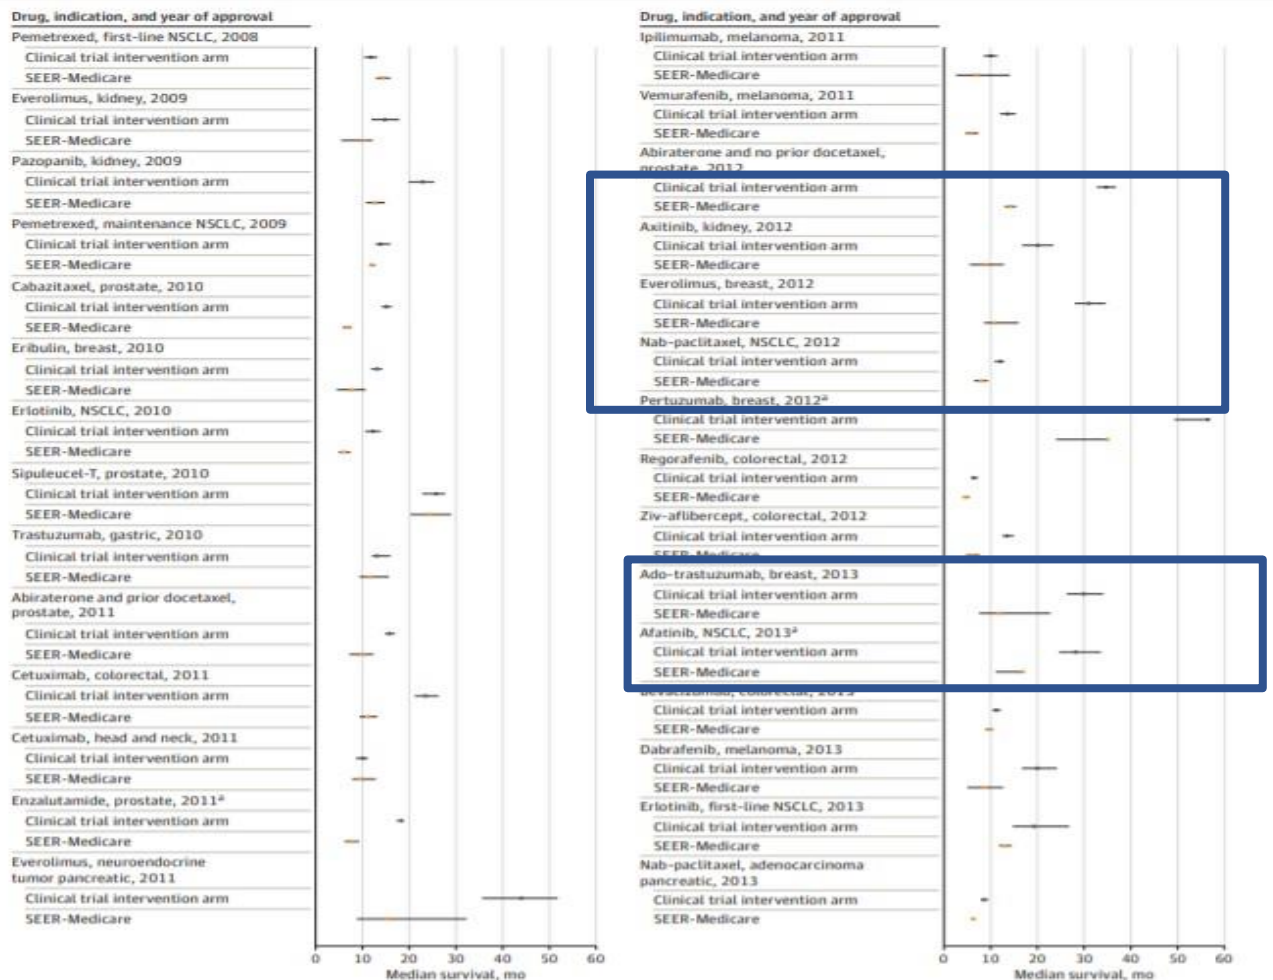 Drug, indication, and year of approval
Pemetrexed, first-line NSCLC, 2008
Clinical trial intervention arm
SEER-Medicare
Everolimus, kidney, 2009
Clinical trial intervention arm
SEER-Medicare
Pazopanib, kidney, 2009
Clinical trial intervention arm
SEER-Medicare
Pemetrexed, maintenance NSCLC, 2009
Clinical trial intervention arm
SEER-Medicare
Cabazitaxel, prostate, 2010
Clinical trial intervention arm
SEER-Medicare
Eribulin, breast, 2010
Clinical trial intervention arm
SEER-Medicare
Erlotinib, NSCLC, 2010
Clinical trial intervention arm
SEER-Medicare
Sipuleucel-T, prostate, 2010
Clinical trial intervention arm
SEER-Medicare
Trastuzumab, gastric, 2010
Clinical trial intervention arm
SEER-Medicare
Abiraterone and prior docetaxel,
prostate, 2011
Clinical trial intervention arm
SEER-Medicare
Cetuximab, colorectal, 2011
Clinical trial intervention arm
SEER-Medicare
Cetuximab, head and neck, 2011
Clinical trial intervention arm
SEER-Medicare
Enzalutamide, prostate, 2011ª
Clinical trial intervention arm
SEER-Medicare
Everolimus, neuroendocrine
tumor pancreatic, 2011
Clinical trial intervention arm
SEER-Medicare
0 10 20 30 40 50 60
Median survival, mo
Drug, indication, and year of approval
Ipilimumab, melanoma, 2011
Clinical trial intervention arm
SEER-Medicare
Vemurafenib, melanoma, 2011
Clinical trial intervention arm
SEER-Medicare
Abiraterone and no prior docetaxel,
prostate, 2012
Clinical trial intervention arm
SEER-Medicare
Axitinib, kidney, 2012
Clinical trial intervention arm
SEER-Medicare
Everolimus, breast, 2012
Clinical trial intervention arm
SEER-Medicare
Nab-paclitaxel, NSCLC, 2012
Clinical trial intervention arm
SEER-Medicare
Pertuzumab, breast, 2012ª
Clinical trial intervention arm
SEER-Medicare
Regorafenib, colorectal, 2012
Clinical trial intervention arm
SEER-Medicare
Ziv-aflibercept, colorectal, 2012
Clinical trial intervention arm
SEER-Medicare
Ado-trastuzumab, breast, 2013
Clinical trial intervention arm
SEER-Medicare
Afatinib, NSCLC, 2013ª
Clinical trial intervention arm
SEER-Medicare
Bevacizumab, colorectal, 2013
Clinical trial intervention arm
SEER-Medicare
Dabrafenib, melanoma, 2013
Clinical trial intervention arm
SEER-Medicare
Erlotinib, first-line NSCLC, 2013
Clinical trial intervention arm
SEER-Medicare
Nab-paclitaxel, adenocarcinoma
pancreatic, 2013
Clinical trial intervention arm
SEER-Medicare
0 10 20 30 40 50 60
Median survival, mo